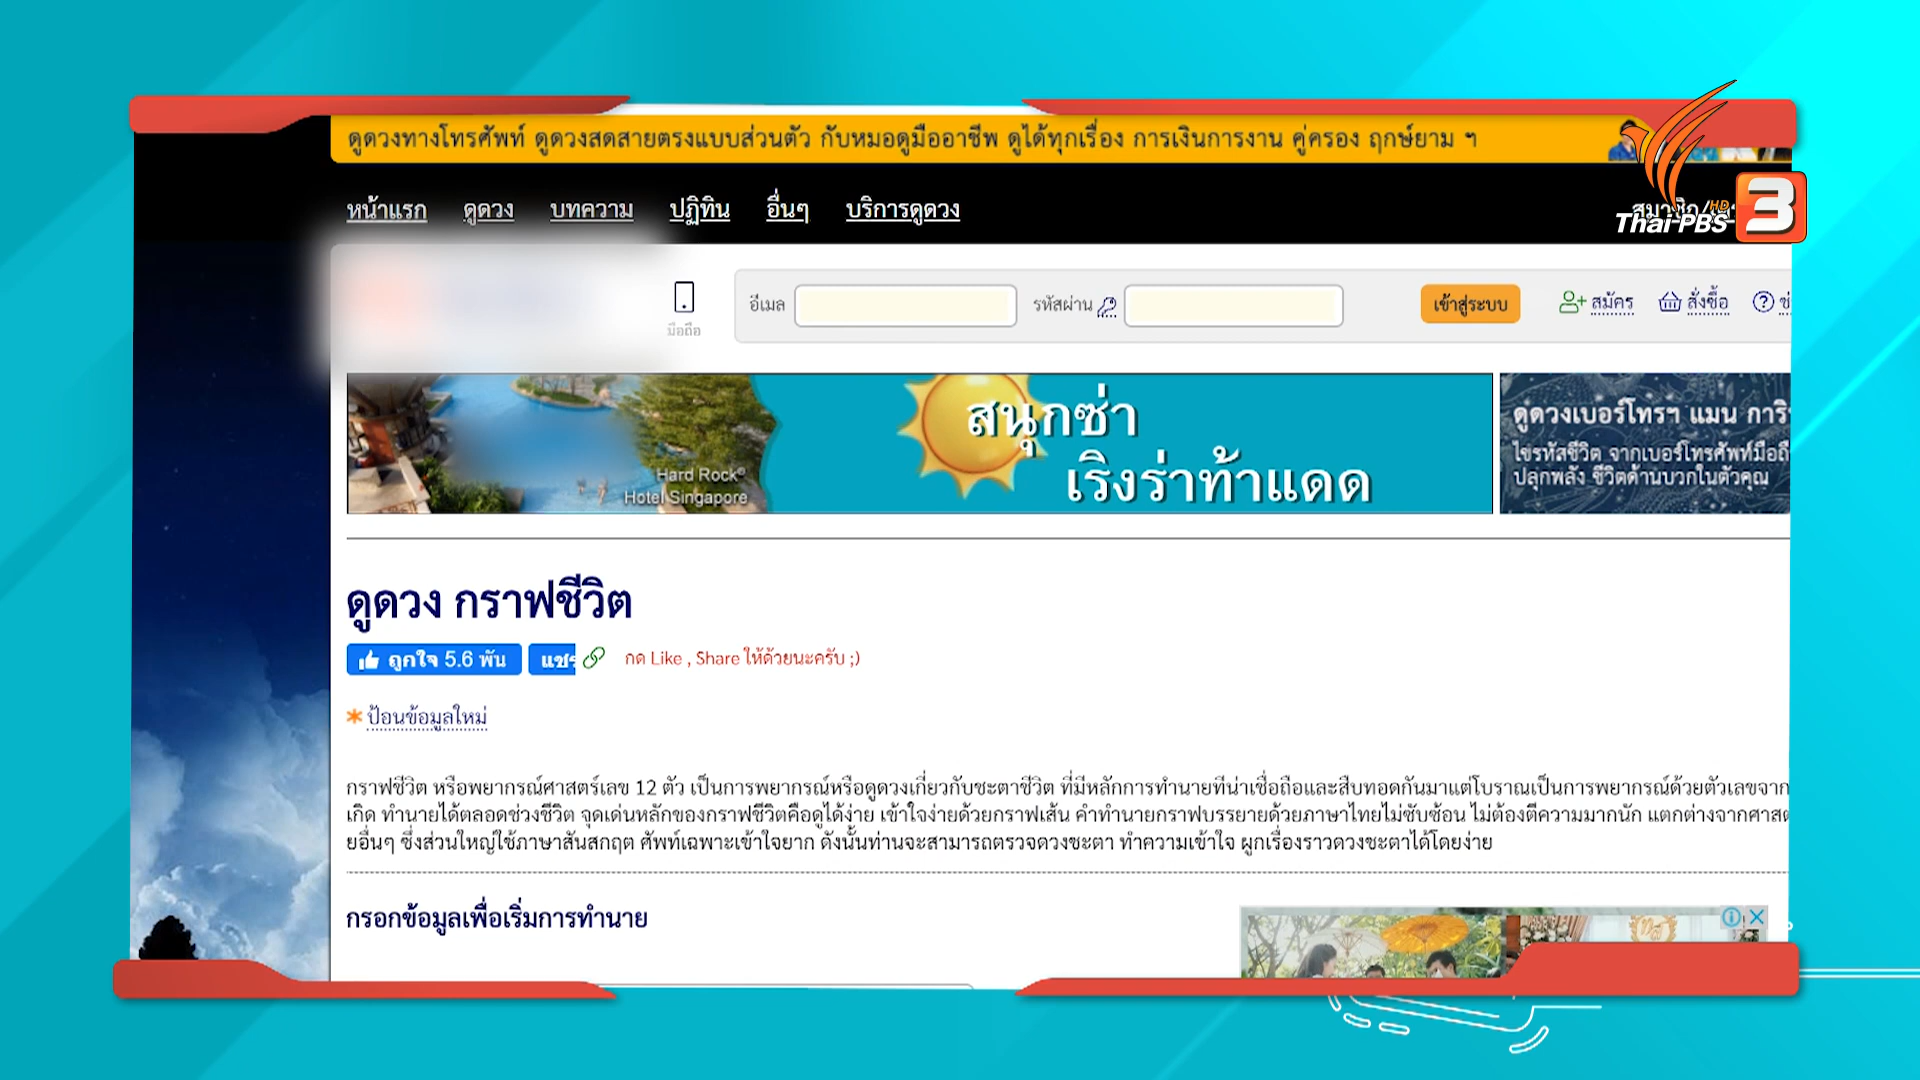 ดูดวงทางโทรศัพท์ ดูดวงสดสายตรงแบบส่วนตัว กับหมอดูมืออาชีพ ดูได้ทุกเรื่อง การเงินการงาน คู่ครอง ฤกษ์ยาม ฯ
หน้าแรก ดูดวง บทความ ปฏิทิน อื่นๆ บริการดูดวง
HD
Thai PBS 3
มือถือ
อีเมล รหัสผ่าน เข้าสู่ระบบ สมัคร สั่งซื้อ
สนุกซ่า
เริงร่าท้าแดด
Hard Rock®
Hotel Singapore
ดูดวงเบอร์โทรฯ แมน การิ
ไขรหัสชีวิต จากเบอร์โทรศัพท์มือถื
ปลุกพลัง ชีวิตด้านบวกในตัวคุณ
ดูดวง กราฟชีวิต
ถูกใจ 5.6 พัน แชร กด Like , Share ให้ด้วยนะครับ ;)
ป้อนข้อมูลใหม่
กราฟชีวิต หรือพยากรณ์ศาสตร์เลข 12 ตัว เป็นการพยากรณ์หรือดูดวงเกี่ยวกับชะตาชีวิต ที่มีหลักการทำนายที่น่าเชื่อถือและสืบทอดกันมาแต่โบราณเป็นการพยากรณ์ด้วยตัวเลขจาก
เกิด ทำนายได้ตลอดช่วงชีวิต จุดเด่นหลักของกราฟชีวิตคือดูได้ง่าย เข้าใจง่ายด้วยกราฟเส้น คำทำนายกราฟบรรยายด้วยภาษาไทยไม่ซับซ้อน ไม่ต้องตีความมากนัก แตกต่างจากศาสต
ยอื่นๆ ซึ่งส่วนใหญ่ใช้ภาษาสันสกฤต ศัพท์เฉพาะเข้าใจยาก ดังนั้นท่านจะสามารถตรวจดวงชะตา ทำความเข้าใจ ผูกเรื่องราวดวงชะตาได้โดยง่าย
กรอกข้อมูลเพื่อเริ่มการทำนาย